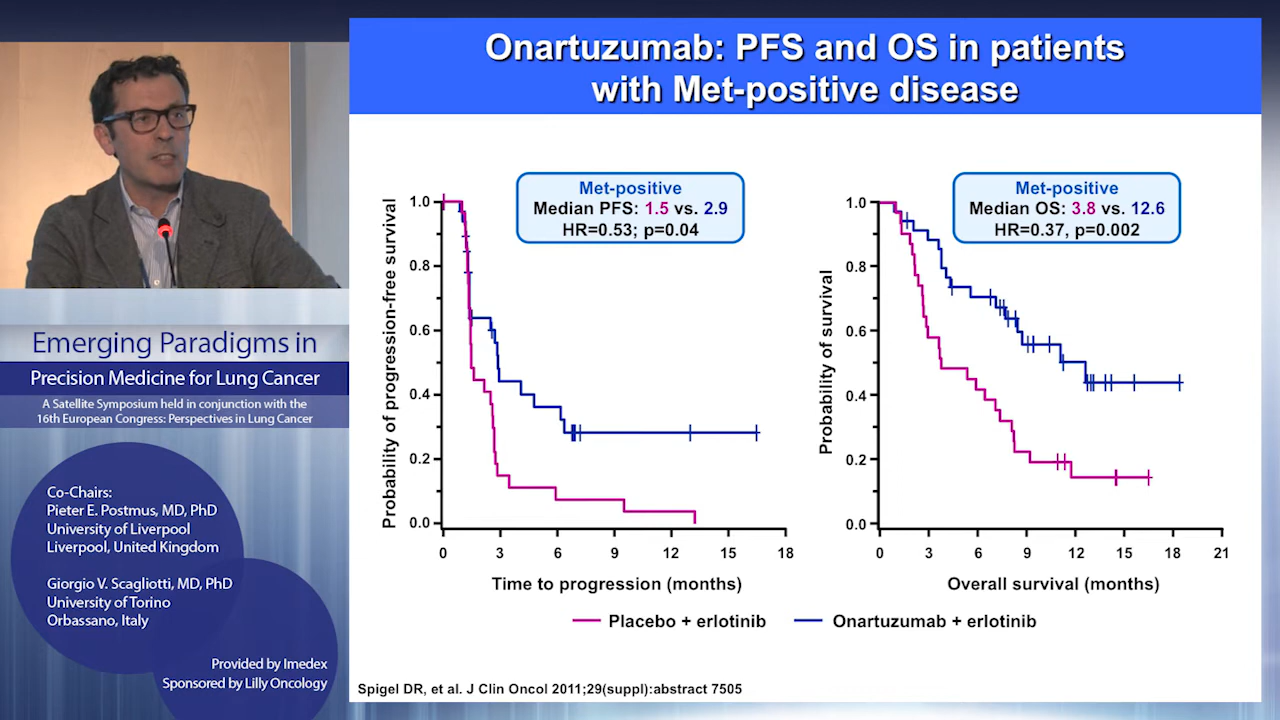 Onartuzumab: PFS and OS in patients
with Met-positive disease
Met-positive
Median PFS: 1.5 vs. 2.9
HR=0.53; p=0.04
Probability of progression-free survival
1.0
0.8
0.6
0.4
0.2
0.0
0 3 6 9 12 15 18
Time to progression (months)
Met-positive
Median OS: 3.8 vs. 12.6
HR=0.37, p=0.002
Probability of survival
1.0
0.8
0.6
0.4
0.2
0.0
0 3 6 9 12 15 18 21
Overall survival (months)
Placebo + erlotinib
Onartuzumab + erlotinib
Spigel DR, et al. J Clin Oncol 2011;29(suppl):abstract 7505
Emerging Paradigms in
Precision Medicine for Lung Cancer
A Satellite Symposium held in conjunction with the
16th European Congress: Perspectives in Lung Cancer
Co-Chairs:
Pieter E. Postmus, MD, PhD
University of Liverpool
Liverpool, United Kingdom
Giorgio V. Scagliotti, MD, PhD
University of Torino
Orbassano, Italy
Provided by Imedex
Sponsored by Lilly Oncology